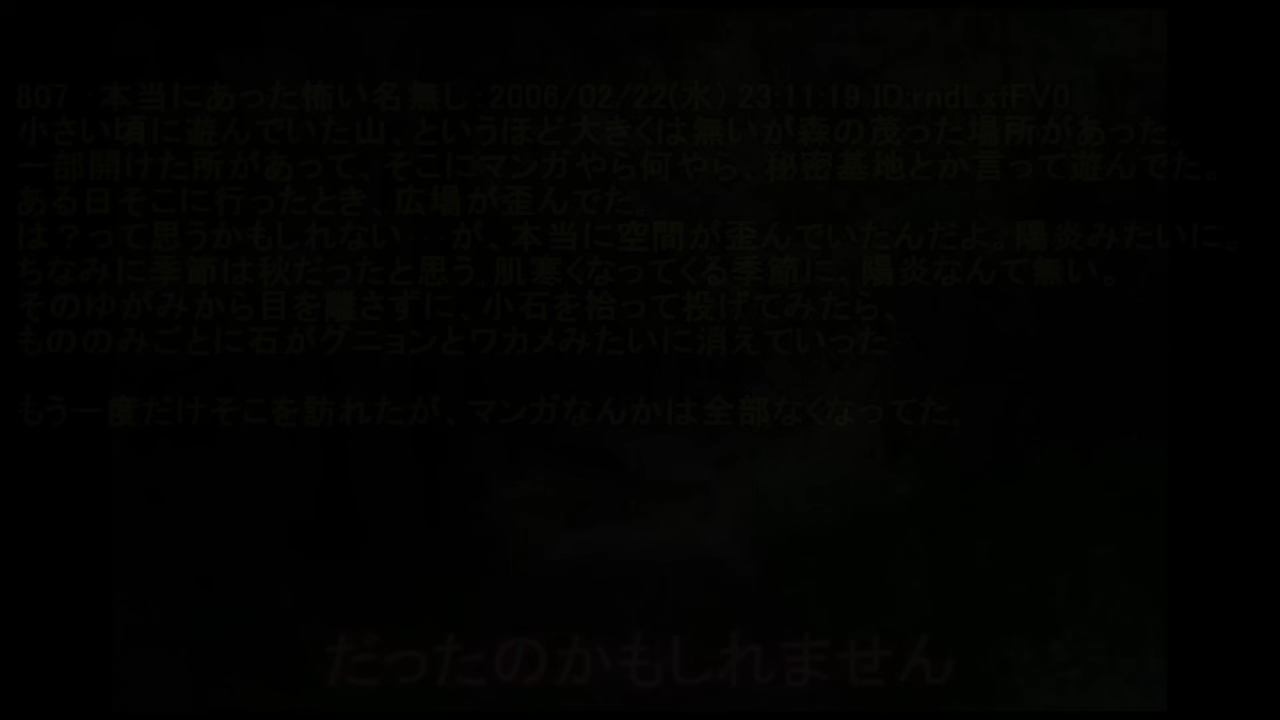 807 : 本当にあった怖い名無し : 2006/02/22(水) 23:11:19
小さい頃に遊んでいた山、というほど大きくは無いが森の茂った場所があった。
一部開けた所があって、そこにマンガやら何やら、秘密基地とか言って遊んでた。
ある日そこに行ったとき、広場が歪んでた。
は？って思うかもしれない…が、本当に空間が歪んでいたんだよ。陽炎みたいに。
ちなみに季節は秋だったと思う。肌寒くなってくる季節に、陽炎なんて無い。
そのゆがみから目を離さずに、小石を拾って投げてみたら、
もののみごとに石がグニョンとワカメみたいに消えていった
もう一度だけそこを訪れたが、マンガなんかは全部なくなってた。
だったのかもしれません